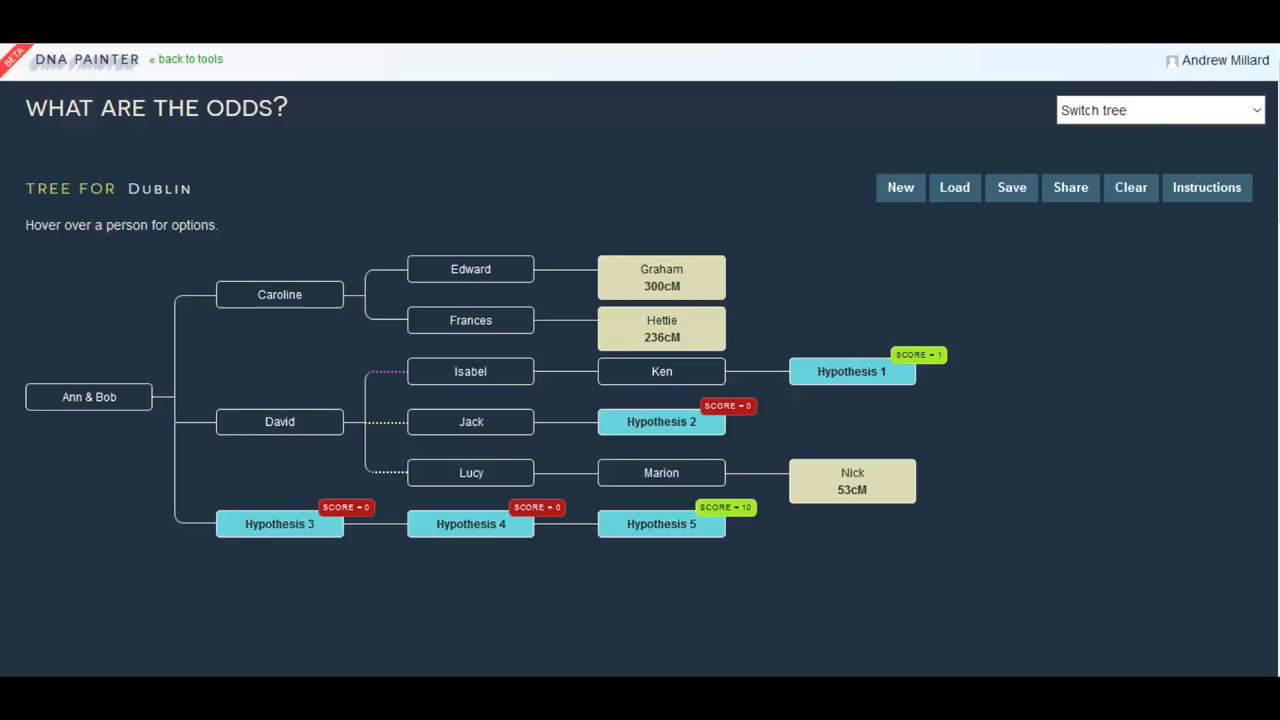 BETA
DNA PAINTER « back to tools
Andrew Millard
WHAT ARE THE ODDS?
Switch tree
TREE FOR DUBLIN
New Load Save Share Clear Instructions
Hover over a person for options.
Edward
Graham
300cM
Caroline
Frances
Hettie
236cM
SCORE = 1
Isabel
Ken
Hypothesis 1
Ann & Bob
SCORE = 0
David
Jack
Hypothesis 2
Lucy
Marion
Nick
53cM
SCORE = 0
SCORE = 0
SCORE = 10
Hypothesis 3
Hypothesis 4
Hypothesis 5